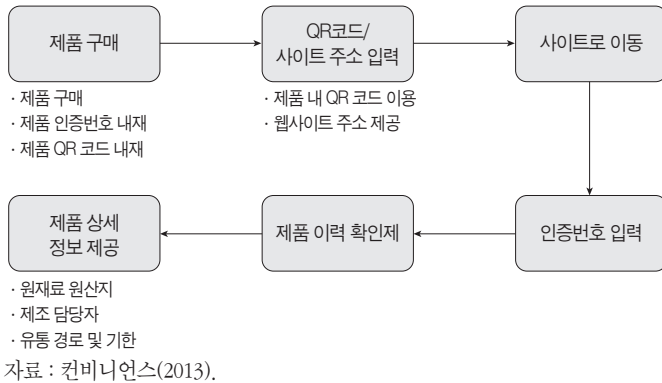 제품 구매
QR코드/
사이트 주소 입력
사이트로 이동
· 제품 구매
· 제품 인증번호 내재
· 제품 QR 코드 내재
· 제품 내 QR 코드 이용
· 웹사이트 주소 제공
제품 상세
정보 제공
제품 이력 확인제
인증번호 입력
· 원재료 원산지
· 제조 담당자
· 유통 경로 및 기한
자료 : 컨비니언스(2013).